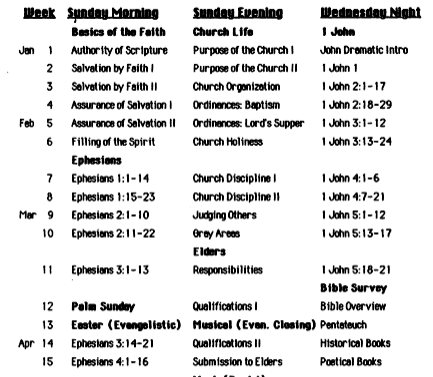 Week Sunday Morning Sunday Evening Wednesday Night
Basics of the Faith Church Life 1 John
Jan 1 Authority of Scripture Purpose of the Church I John Dramatic Intro
2 Salvation by Faith I Purpose of the Church II 1 John 1
3 Salvation by Faith II Church Organization 1 John 2:1-17
4 Assurance of Salvation I Ordinences: Baptism 1 John 2:18-29
Feb 5 Assurance of Salvation II Ordinences: Lord's Supper 1 John 3:1-12
6 Filling of the Spirit Church Holiness 1 John 3:13-24
Ephesians
7 Ephesians 1:1-14 Church Discipline I 1 John 4:1-6
8 Ephesians 1:15-23 Church Discipline II 1 John 4:7-21
Mar 9 Ephesians 2:1-10 Judging Others 1 John 5:1-12
10 Ephesians 2:11-22 Grey Areas 1 John 5:13-17
Elders
11 Ephesians 3:1-13 Responsibilities 1 John 5:18-21
Bible Survey
12 Palm Sunday Qualifications I Bible Overview
13 Easter (Evangelistic) Musical (Evan. Closing) Pentateuch
Apr 14 Ephesians 3:14-21 Qualifications II Historical Books
15 Ephesians 4:1-16 Submission to Elders Poetical Books